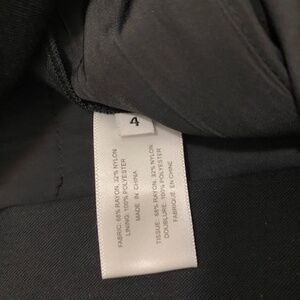 4
FABRIC: 68% RAYON, 32% NYLON
LINING: 100% POLYESTER
MADE IN CHINA
TISSUE: 68% RAYON, 32% NYLON
DOUBLURE: 100% POLYESTER
FABRIQUÉ EN CHINE